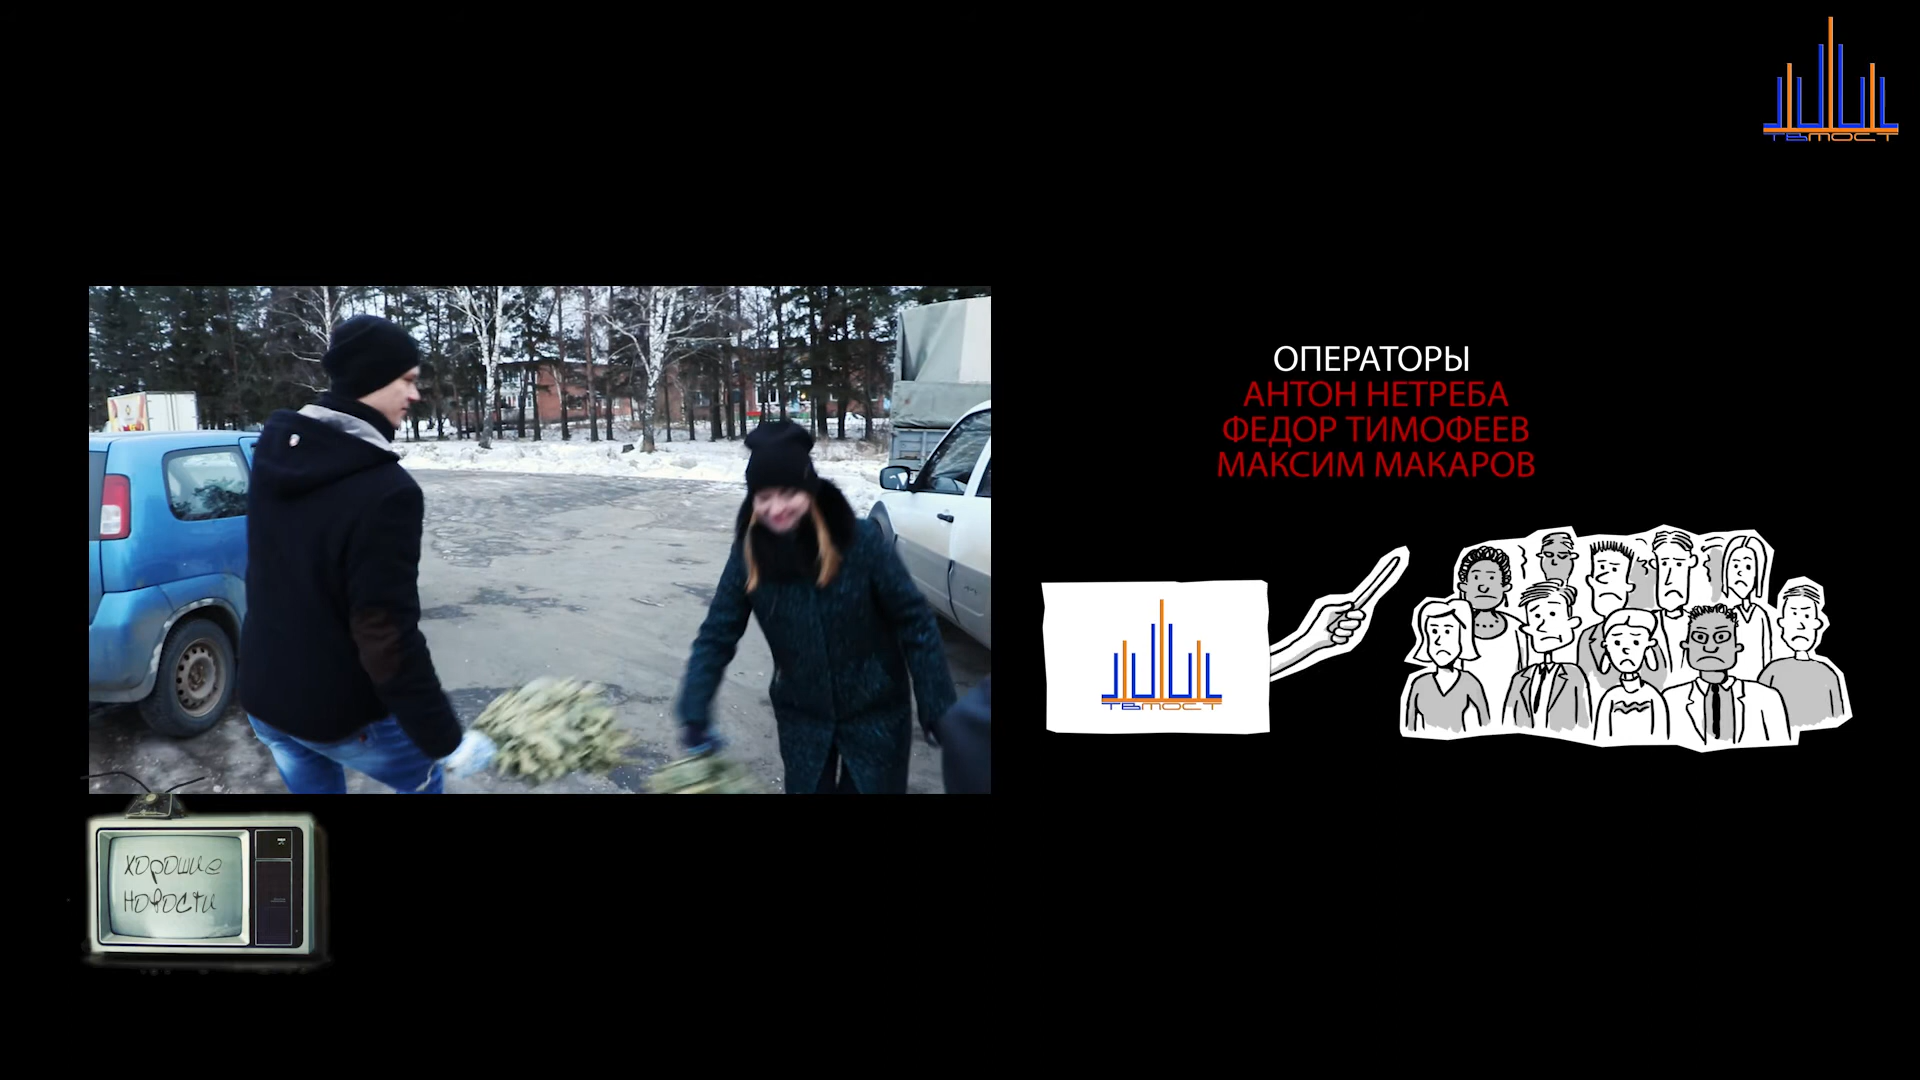 ТВМОСТ
ОПЕРАТОРЫ
АНТОН НЕТРЕБА
ФЕДОР ТИМОФЕЕВ
МАКСИМ МАКАРОВ
ТВМОСТ
Хорошие
Новости